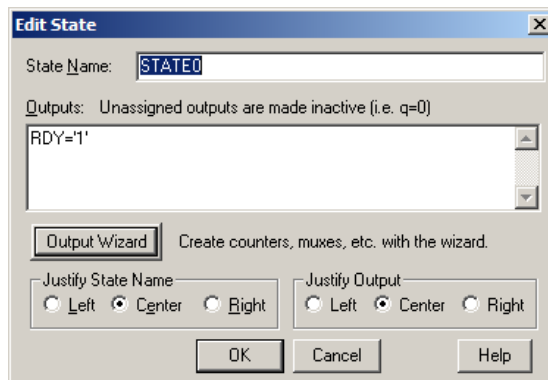 Edit State
State Name: STATE0
Outputs: Unassigned outputs are made inactive (i.e. q=0)
RDY='1'
Output Wizard Create counters, muxes, etc. with the wizard.
Justify State Name Justify Output
Left Center Right Left Center Right
OK Cancel Help